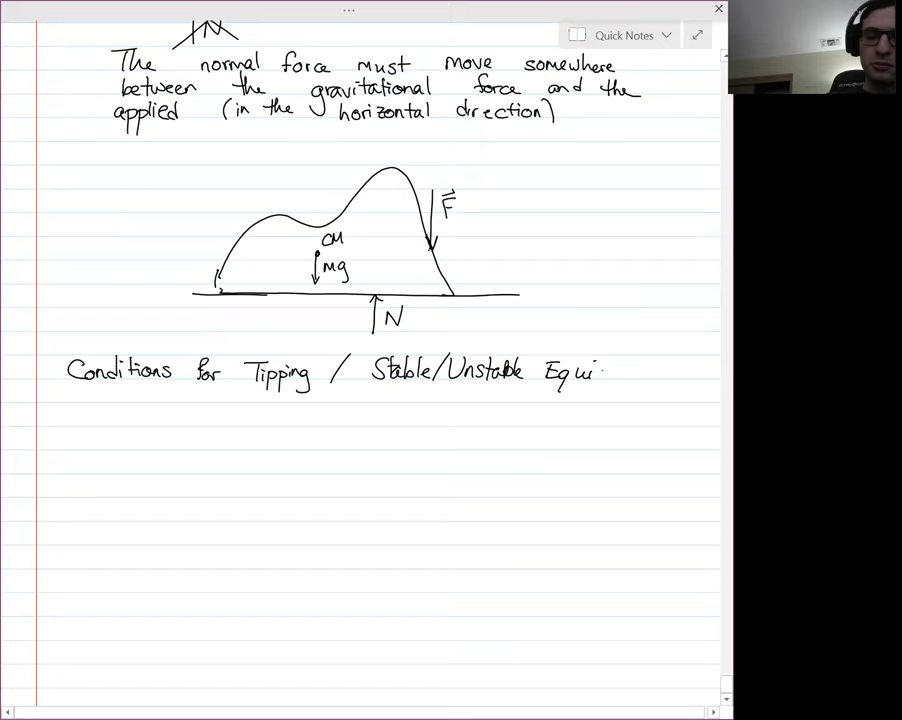 Quick Notes
The normal force must move somewhere
between the gravitational force and the
applied (in the horizontal direction)
F
CM
Mg
N
Conditions for Tipping / Stable/Unstable Equi